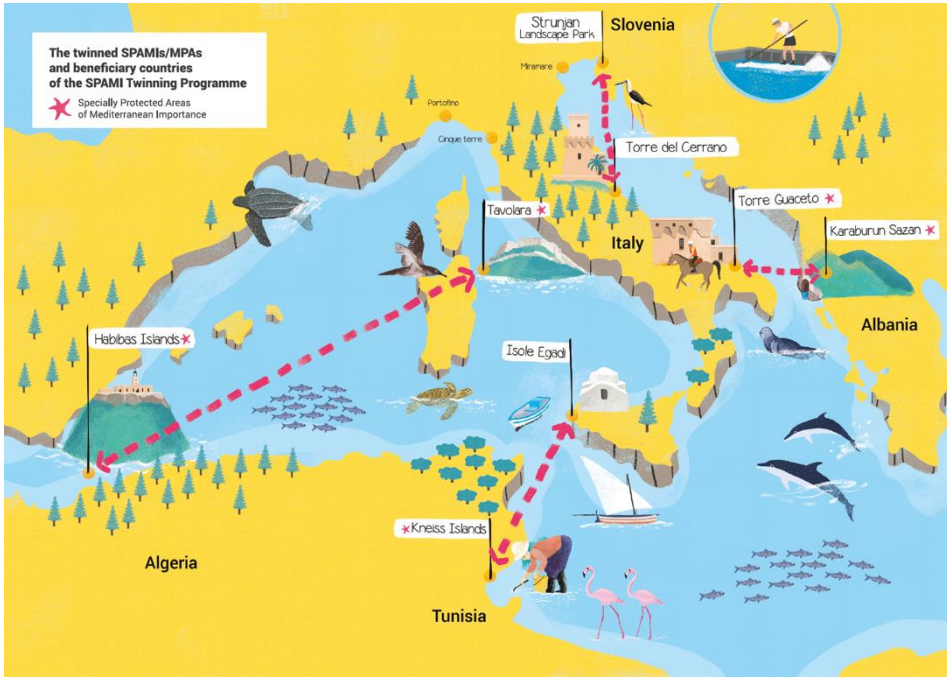 The twinned SPAMIs/MPAs
and beneficiary countries
of the SPAMI Twinning Programme
Specially Protected Areas
of Mediterranean Importance
Strunjan
Landscape Park
Slovenia
Miramare
Portofino
Cinque terre
Torre del Cerrano
Torre Guaceto
Tavolara
Italy
Karaburun Sazan
Albania
Habibas Islands
Isole Egadi
Kneiss Islands
Algeria
Tunisia